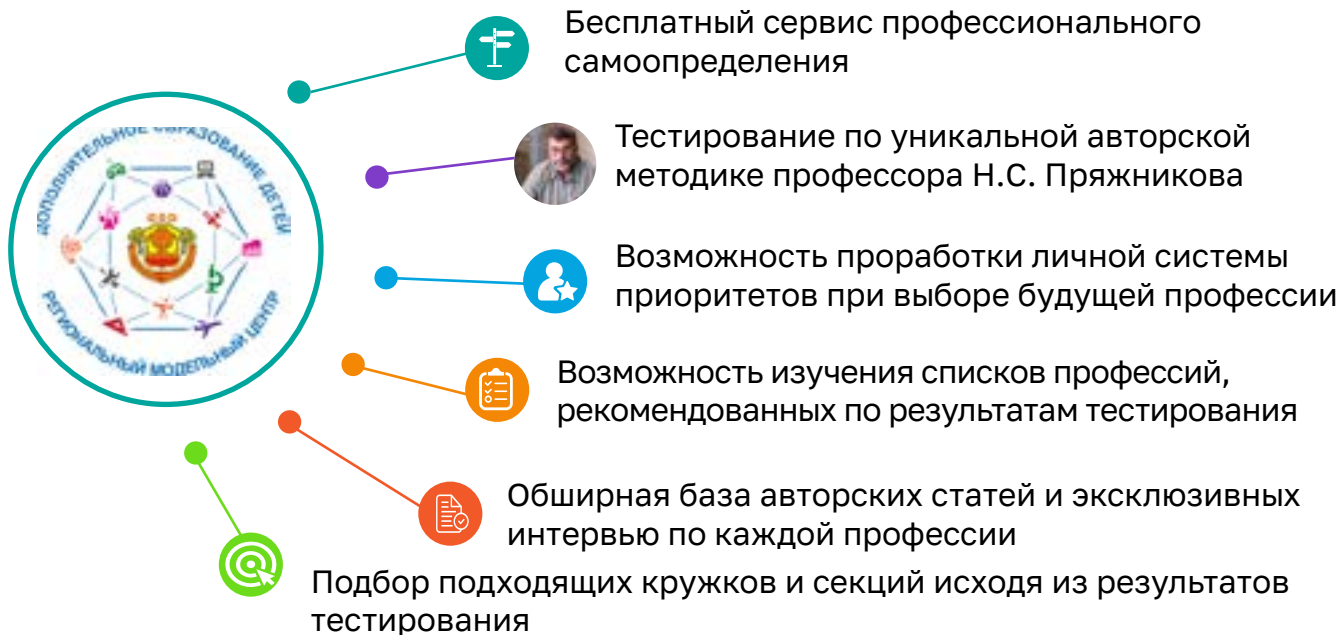 ДОПОЛНИТЕЛЬНОЕ ОБРАЗОВАНИЕ ДЕТЕЙ
РЕГИОНАЛЬНЫЙ МОДЕЛЬНЫЙ ЦЕНТР
Бесплатный сервис профессионального
самоопределения
Тестирование по уникальной авторской
методике профессора Н.С. Пряжникова
Возможность проработки личной системы
приоритетов при выборе будущей профессии
Возможность изучения списков профессий,
рекомендованных по результатам тестирования
Обширная база авторских статей и эксклюзивных
интервью по каждой профессии
Подбор подходящих кружков и секций исходя из результатов
тестирования